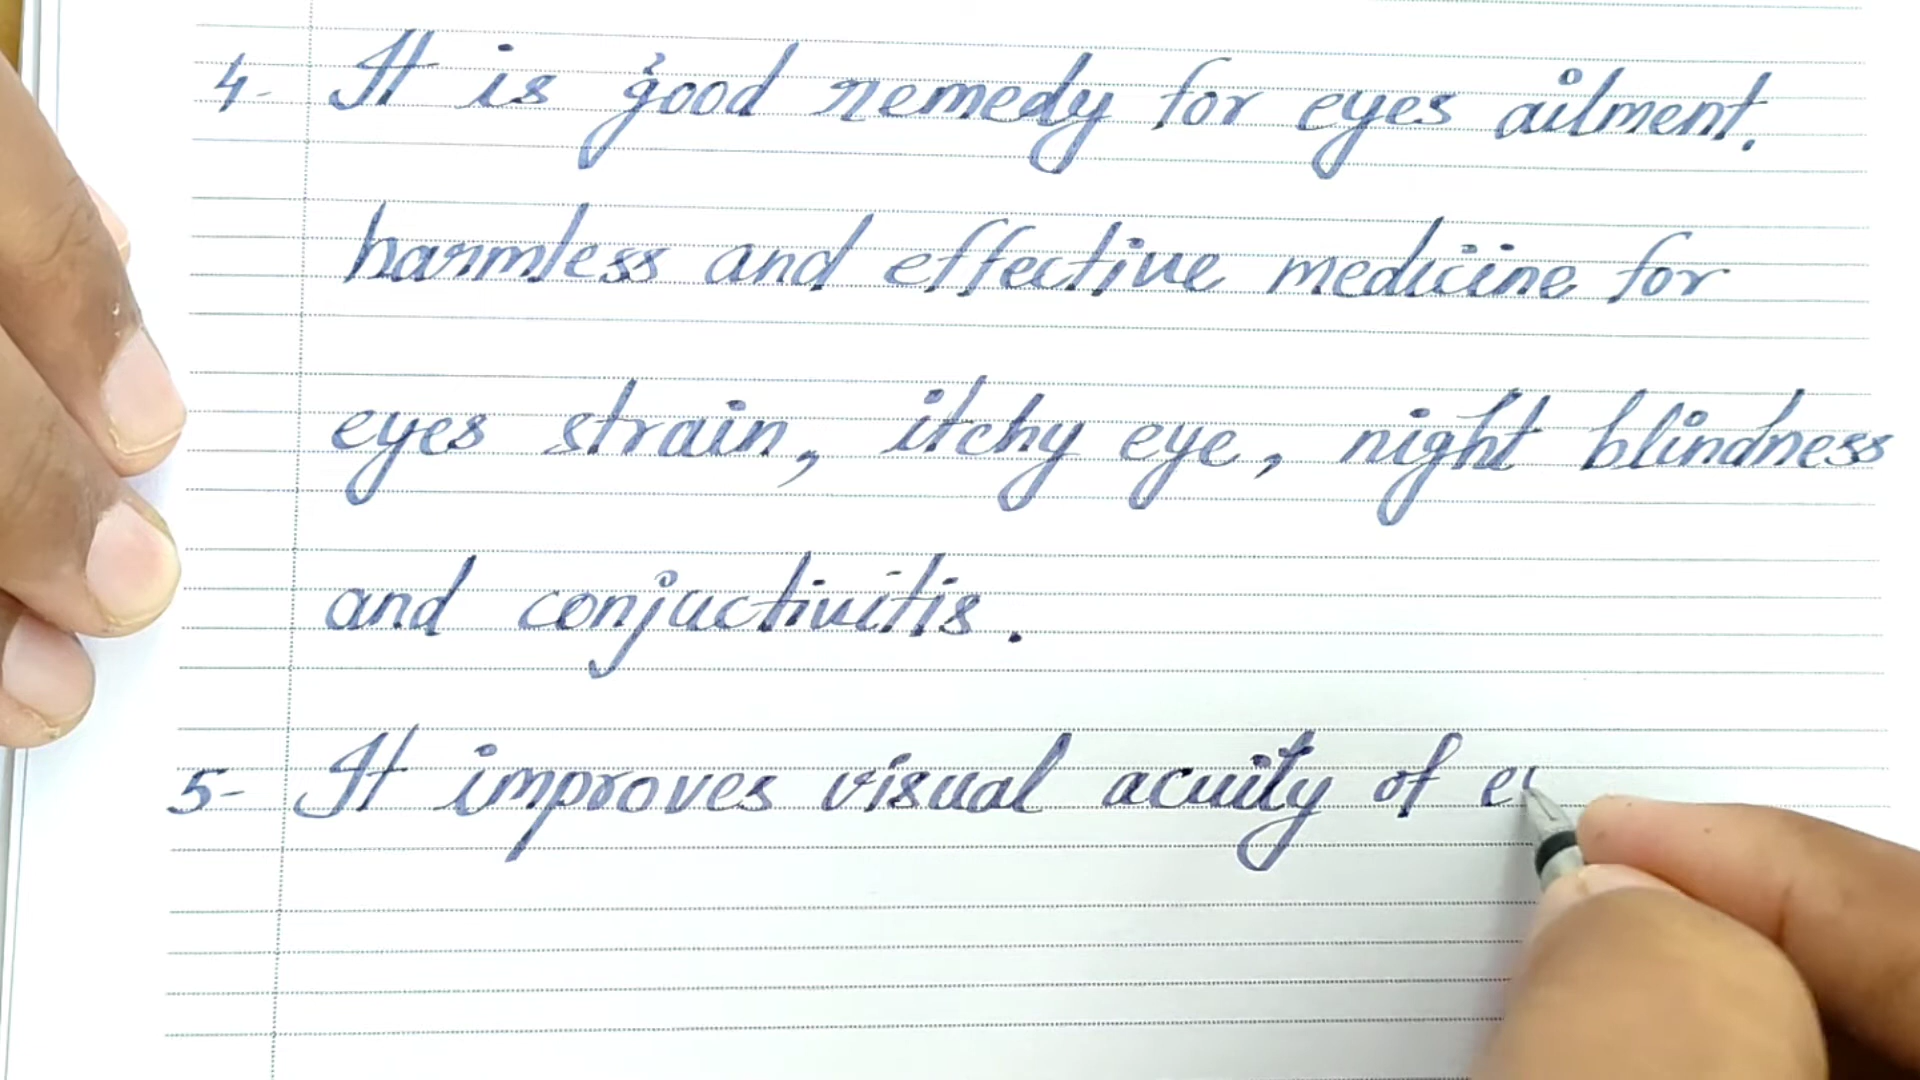 4- It is good remedy for eyes ailment.
harmless and effective medicine for
eyes strain, itchy eye, night blindness
and conjuctivitis.
5- It improves visual acuity of